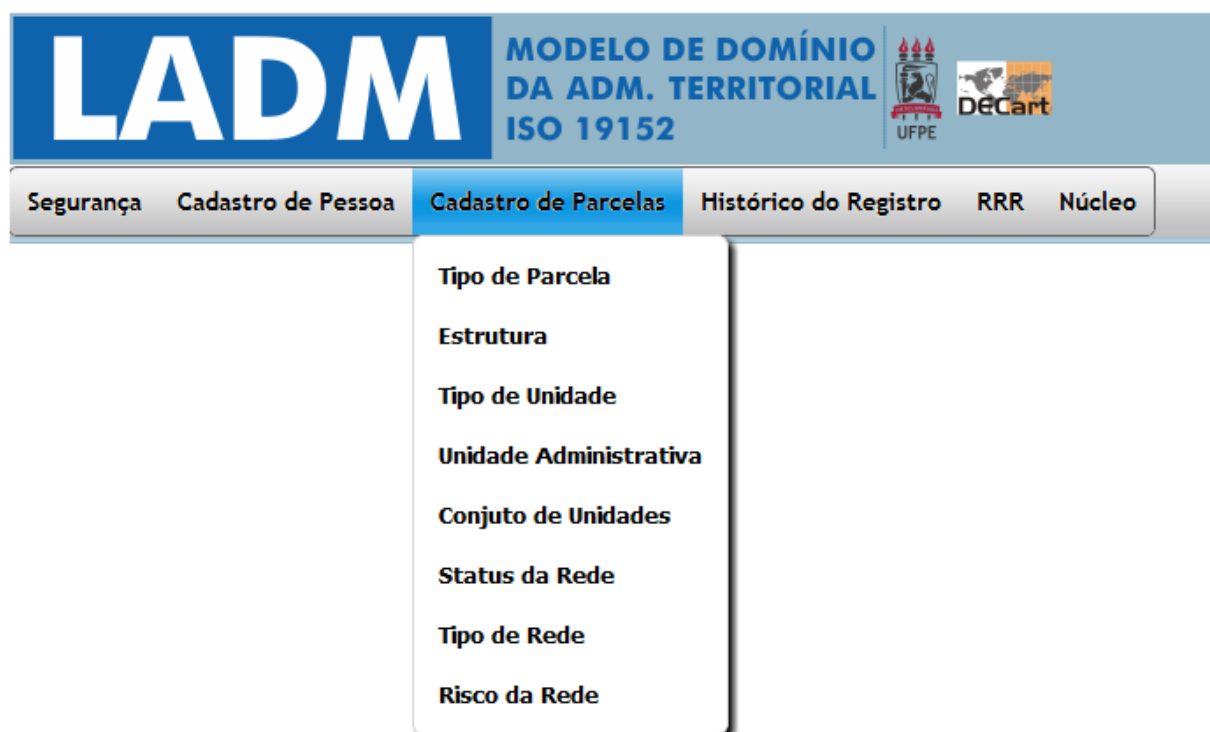 LADM
MODELO DE DOMÍNIO
DA ADM. TERRITORIAL
ISO 19152
UFPE
DECart
Segurança Cadastro de Pessoa Cadastro de Parcelas Histórico do Registro RRR Núcleo
Tipo de Parcela
Estrutura
Tipo de Unidade
Unidade Administrativa
Conjuto de Unidades
Status da Rede
Tipo de Rede
Risco da Rede